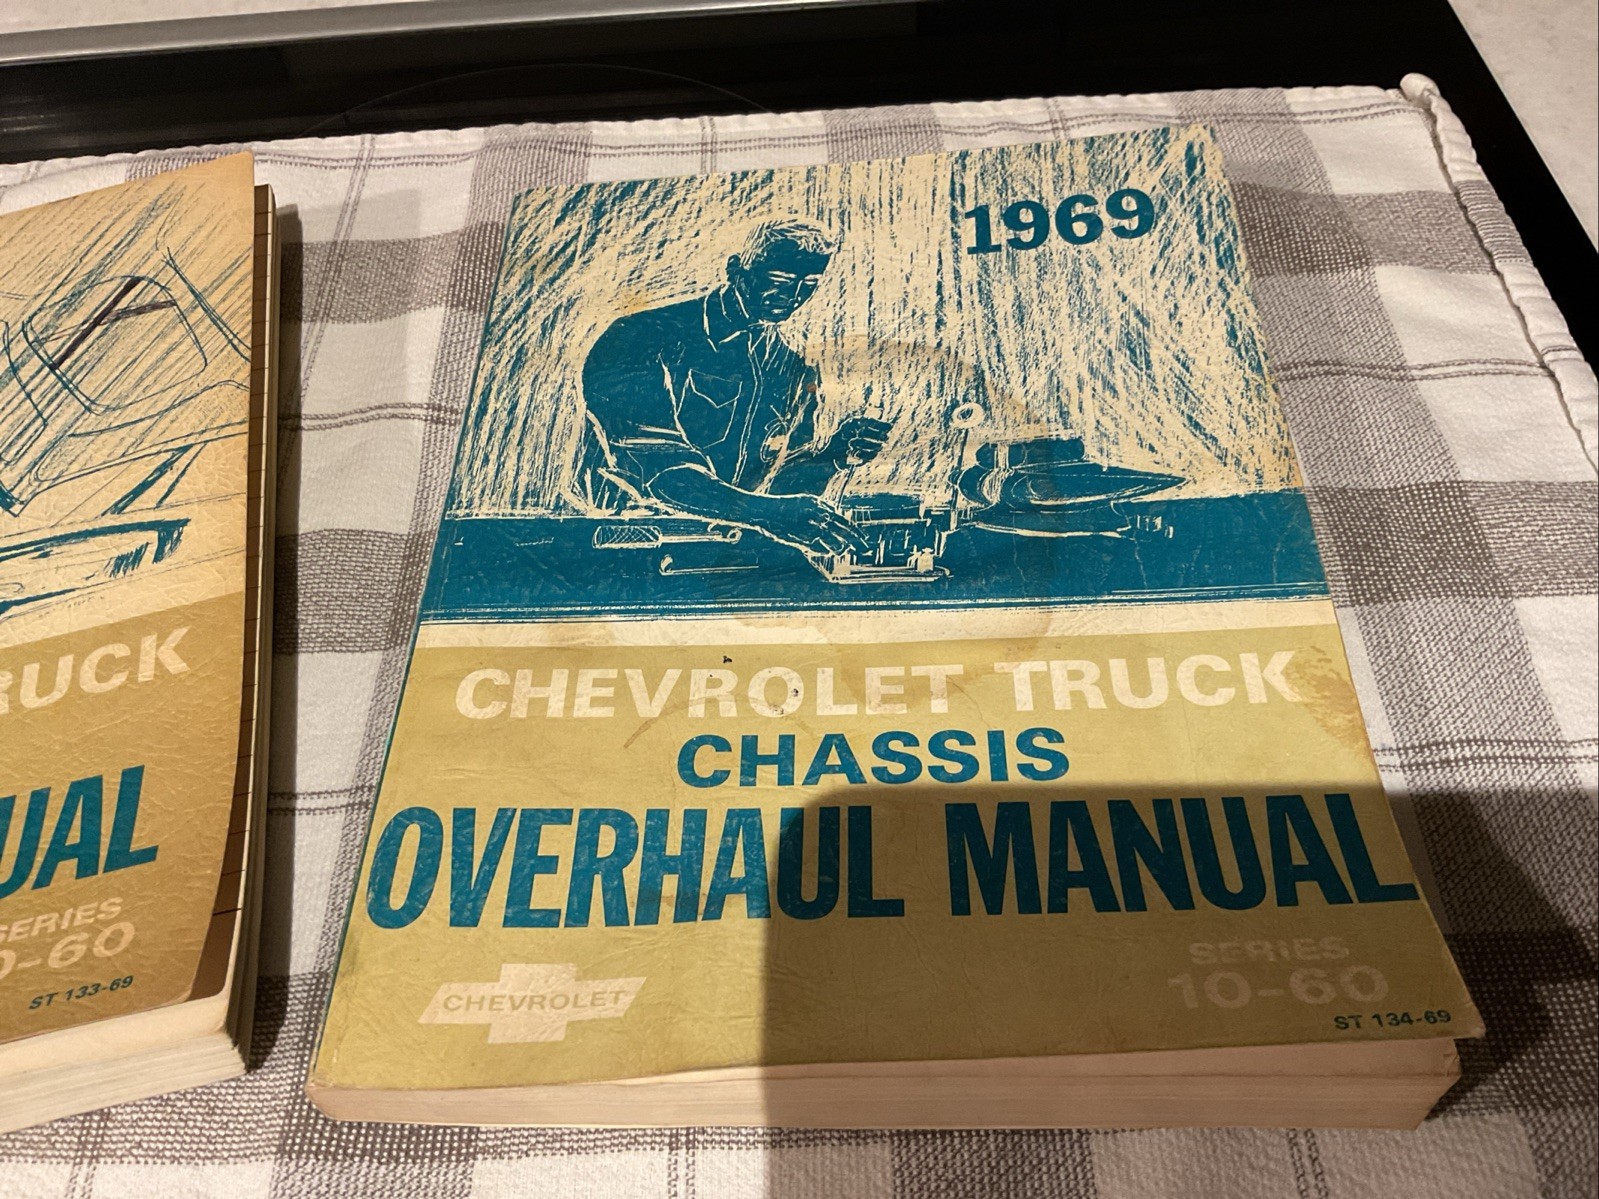 RUCK
UAL
SERIES
0-60
ST 133-69
1969
CHEVROLET TRUCK
CHASSIS
OVERHAUL MANUAL
CHEVROLET
SERIES
10-60
ST 134-69